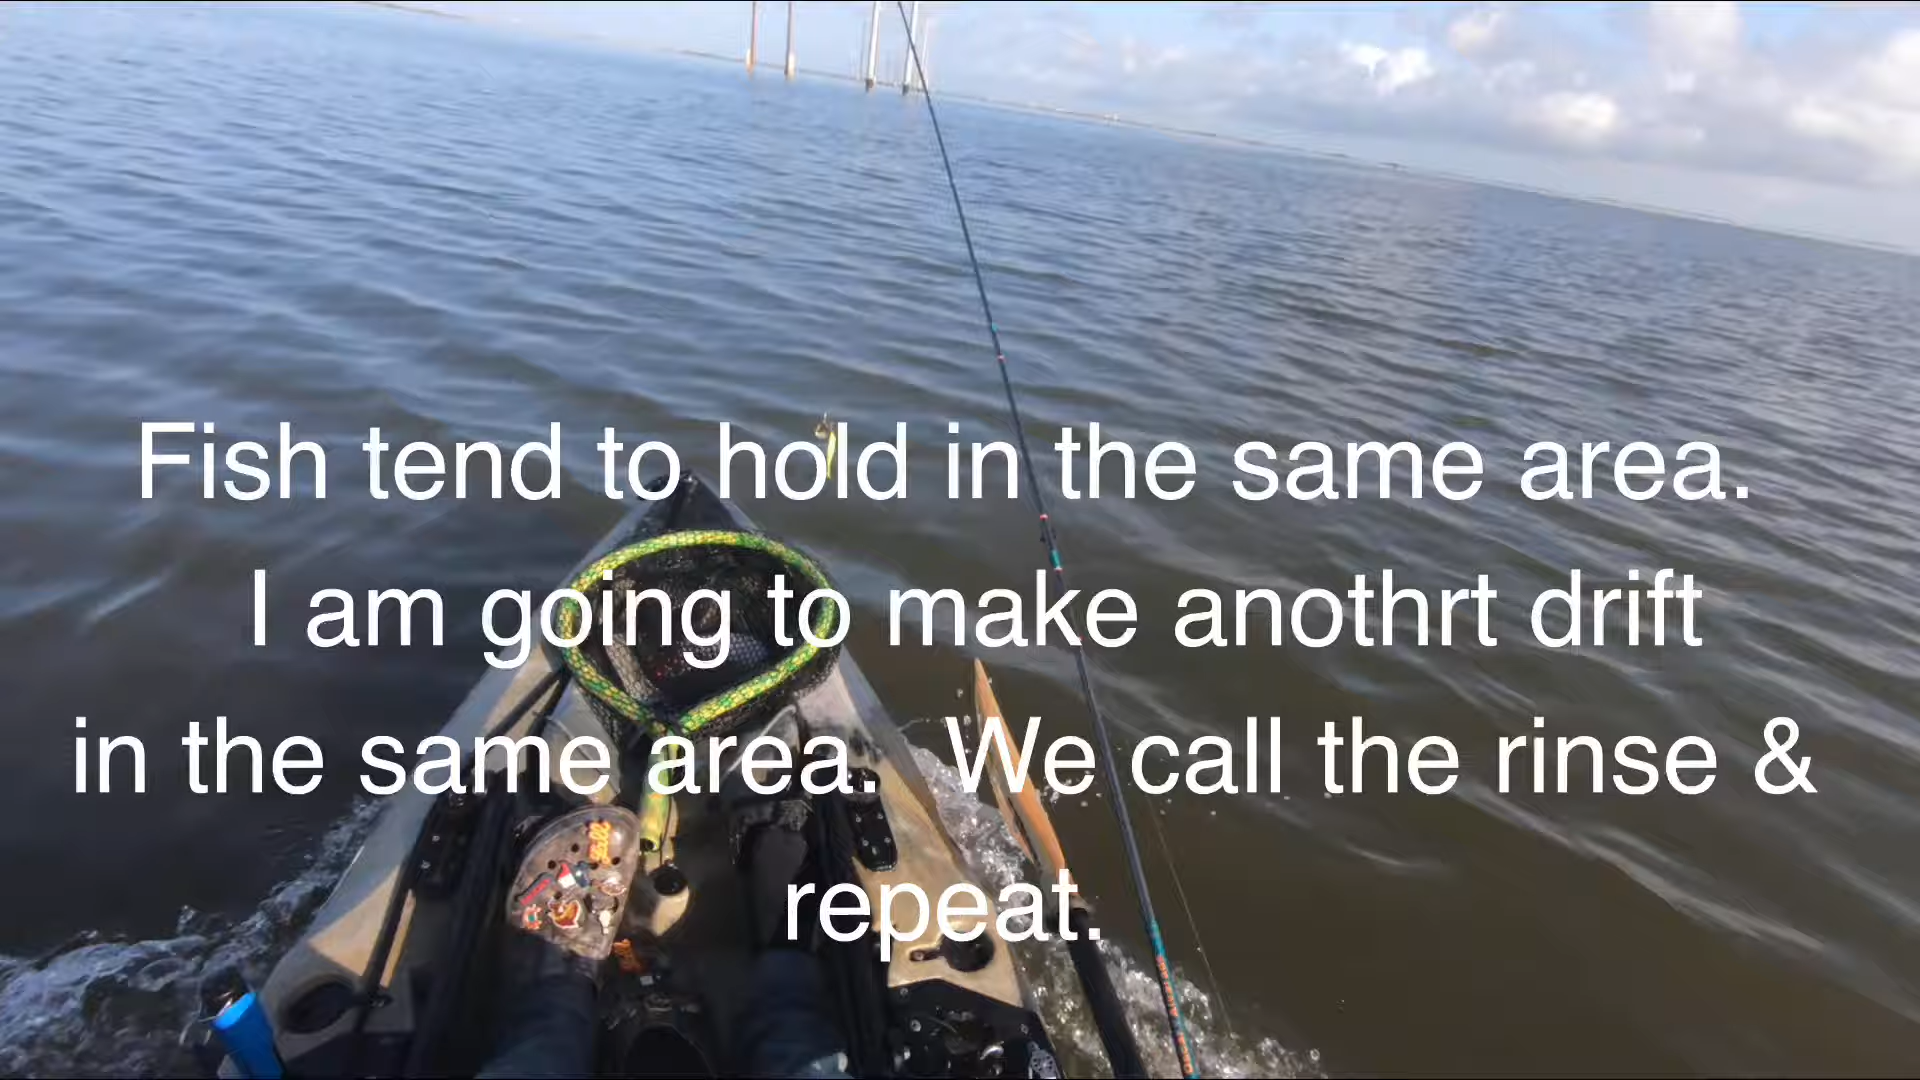 Fish tend to hold in the same area.
I am going to make anothrt drift
in the same area.  We call the rinse &
repeat.